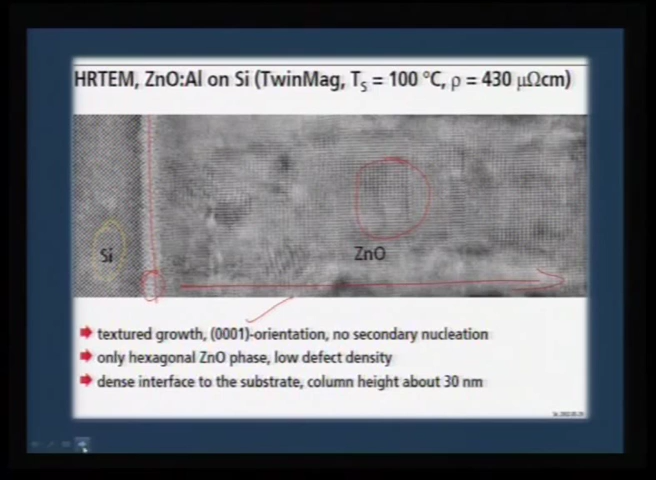 HRTEM, ZnO:Al on Si (TwinMag, Tₛ = 100 °C, ρ = 430 μΩcm)
Si
ZnO
textured growth, (0001)-orientation, no secondary nucleation
only hexagonal ZnO phase, low defect density
dense interface to the substrate, column height about 30 nm